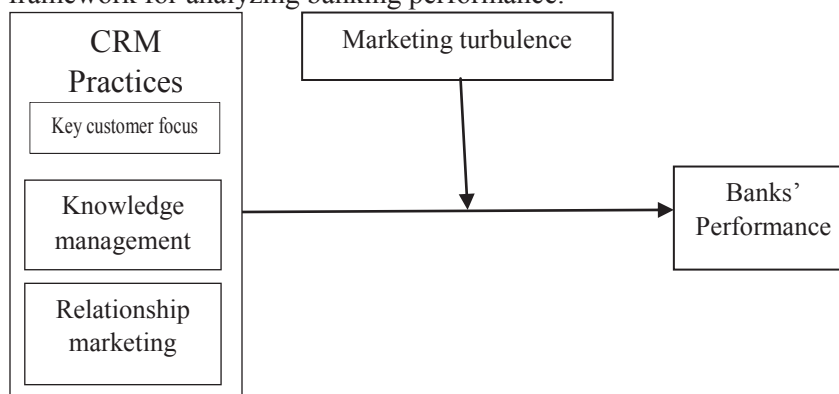 framework for analyzing banking performance.
CRM
Practices
Key customer focus
Knowledge
management
Relationship
marketing
Marketing turbulence
Banks’
Performance